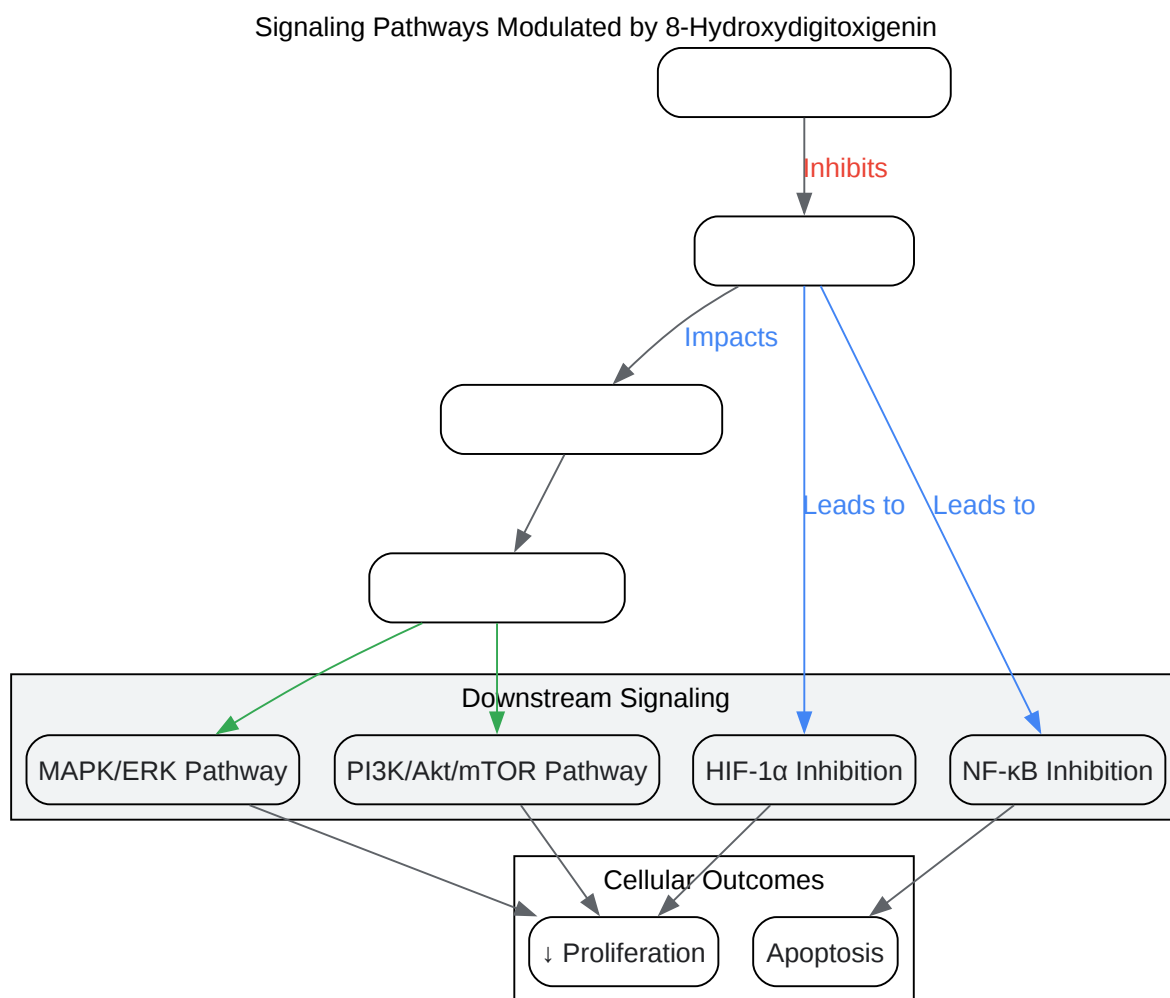 Signaling Pathways Modulated by 8-Hydroxydigitoxigenin
Inhibits
Impacts
Leads to
Leads to
Downstream Signaling
MAPK/ERK Pathway
PI3K/Akt/mTOR Pathway
HIF-1α Inhibition
NF-κB Inhibition
Cellular Outcomes
↓ Proliferation
Apoptosis